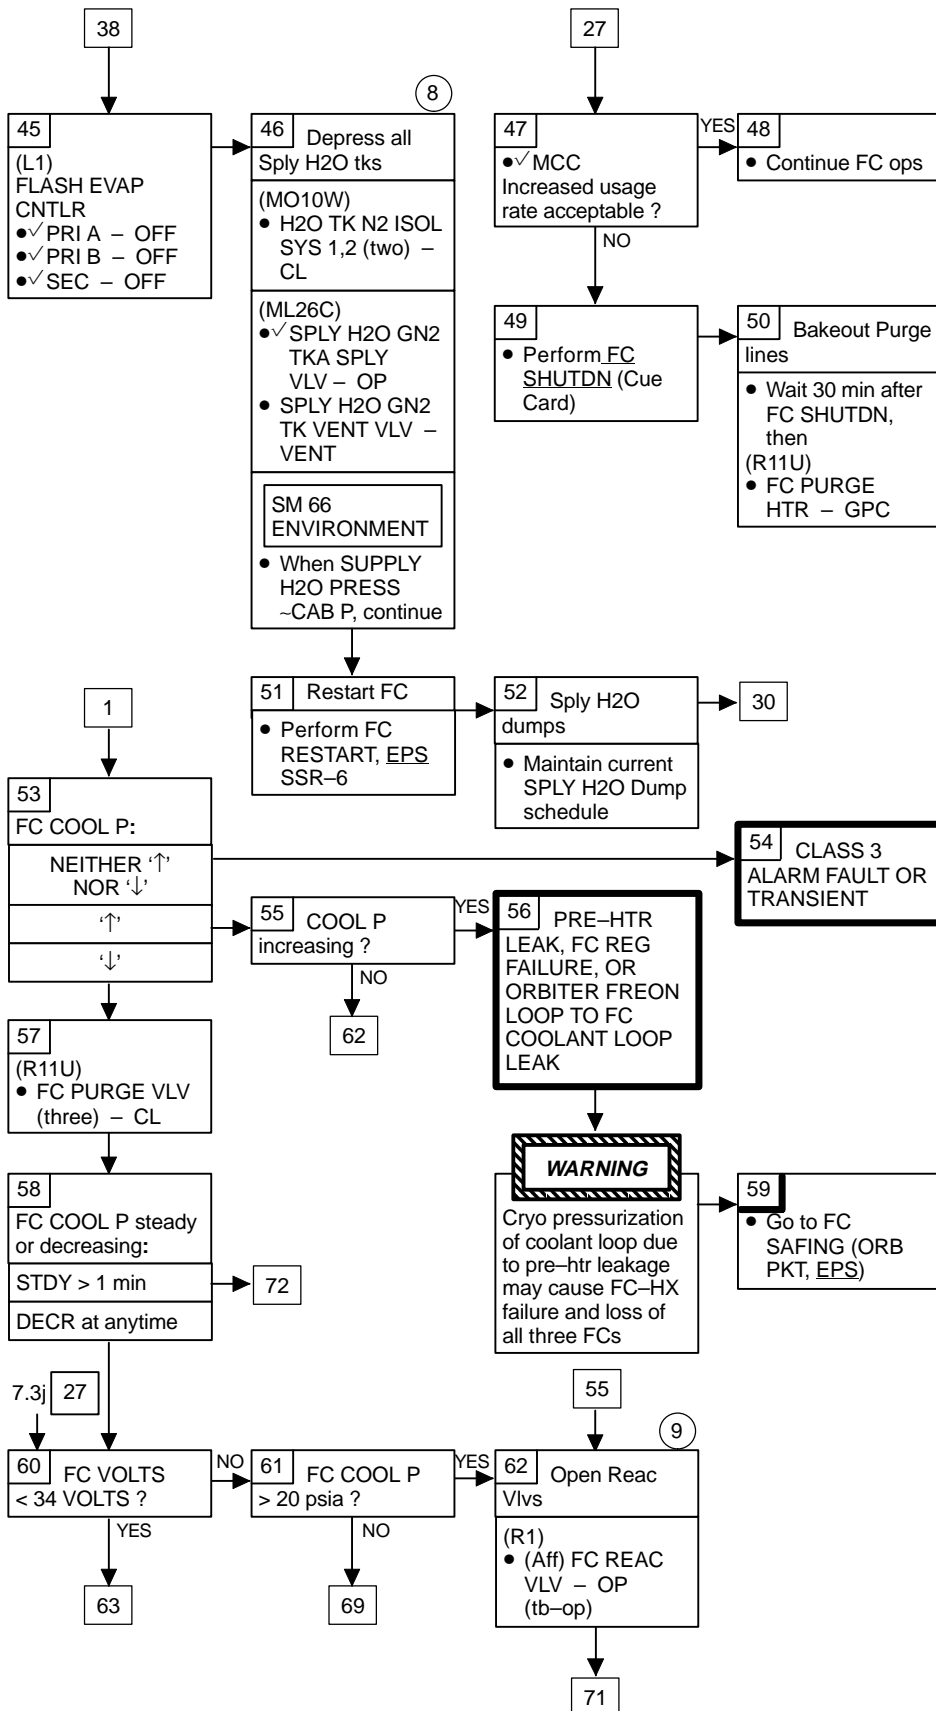 38
27
8
45
(L1)
FLASH EVAP
CNTLR
●√PRI A – OFF
●√PRI B – OFF
●√SEC – OFF
46 Depress all
Sply H2O tks
(MO10W)
● H2O TK N2 ISOL
SYS 1,2 (two) –
CL
(ML26C)
●√SPLY H2O GN2
TKA SPLY
VLV – OP
● SPLY H2O GN2
TK VENT VLV –
VENT
SM 66
ENVIRONMENT
● When SUPPLY
H2O PRESS
~CAB P, continue
47
●√MCC
Increased usage
rate acceptable ?
YES
NO
48
● Continue FC ops
49
● Perform FC
SHUTDN (Cue
Card)
50 Bakeout Purge
lines
● Wait 30 min after
FC SHUTDN,
then
(R11U)
● FC PURGE
HTR – GPC
51 Restart FC
● Perform FC
RESTART, EPS
SSR–6
52 Sply H2O
dumps
● Maintain current
SPLY H2O Dump
schedule
30
1
53
FC COOL P:
NEITHER ‘↑’
NOR ‘↓’
‘↑’
‘↓’
54 CLASS 3
ALARM FAULT OR
TRANSIENT
55 COOL P
increasing ?
YES
NO
62
56 PRE–HTR
LEAK, FC REG
FAILURE, OR
ORBITER FREON
LOOP TO FC
COOLANT LOOP
LEAK
57
(R11U)
● FC PURGE VLV
(three) – CL
WARNING
Cryo pressurization
of coolant loop due
to pre–htr leakage
may cause FC–HX
failure and loss of
all three FCs
59
● Go to FC
SAFING (ORB
PKT, EPS)
58
FC COOL P steady
or decreasing:
STDY > 1 min
DECR at anytime
72
7.3j 27
55
9
60 FC VOLTS
< 34 VOLTS ?
NO
YES
63
61 FC COOL P
> 20 psia ?
YES
NO
69
62 Open Reac
Vlvs
(R1)
● (Aff) FC REAC
VLV – OP
(tb–op)
71